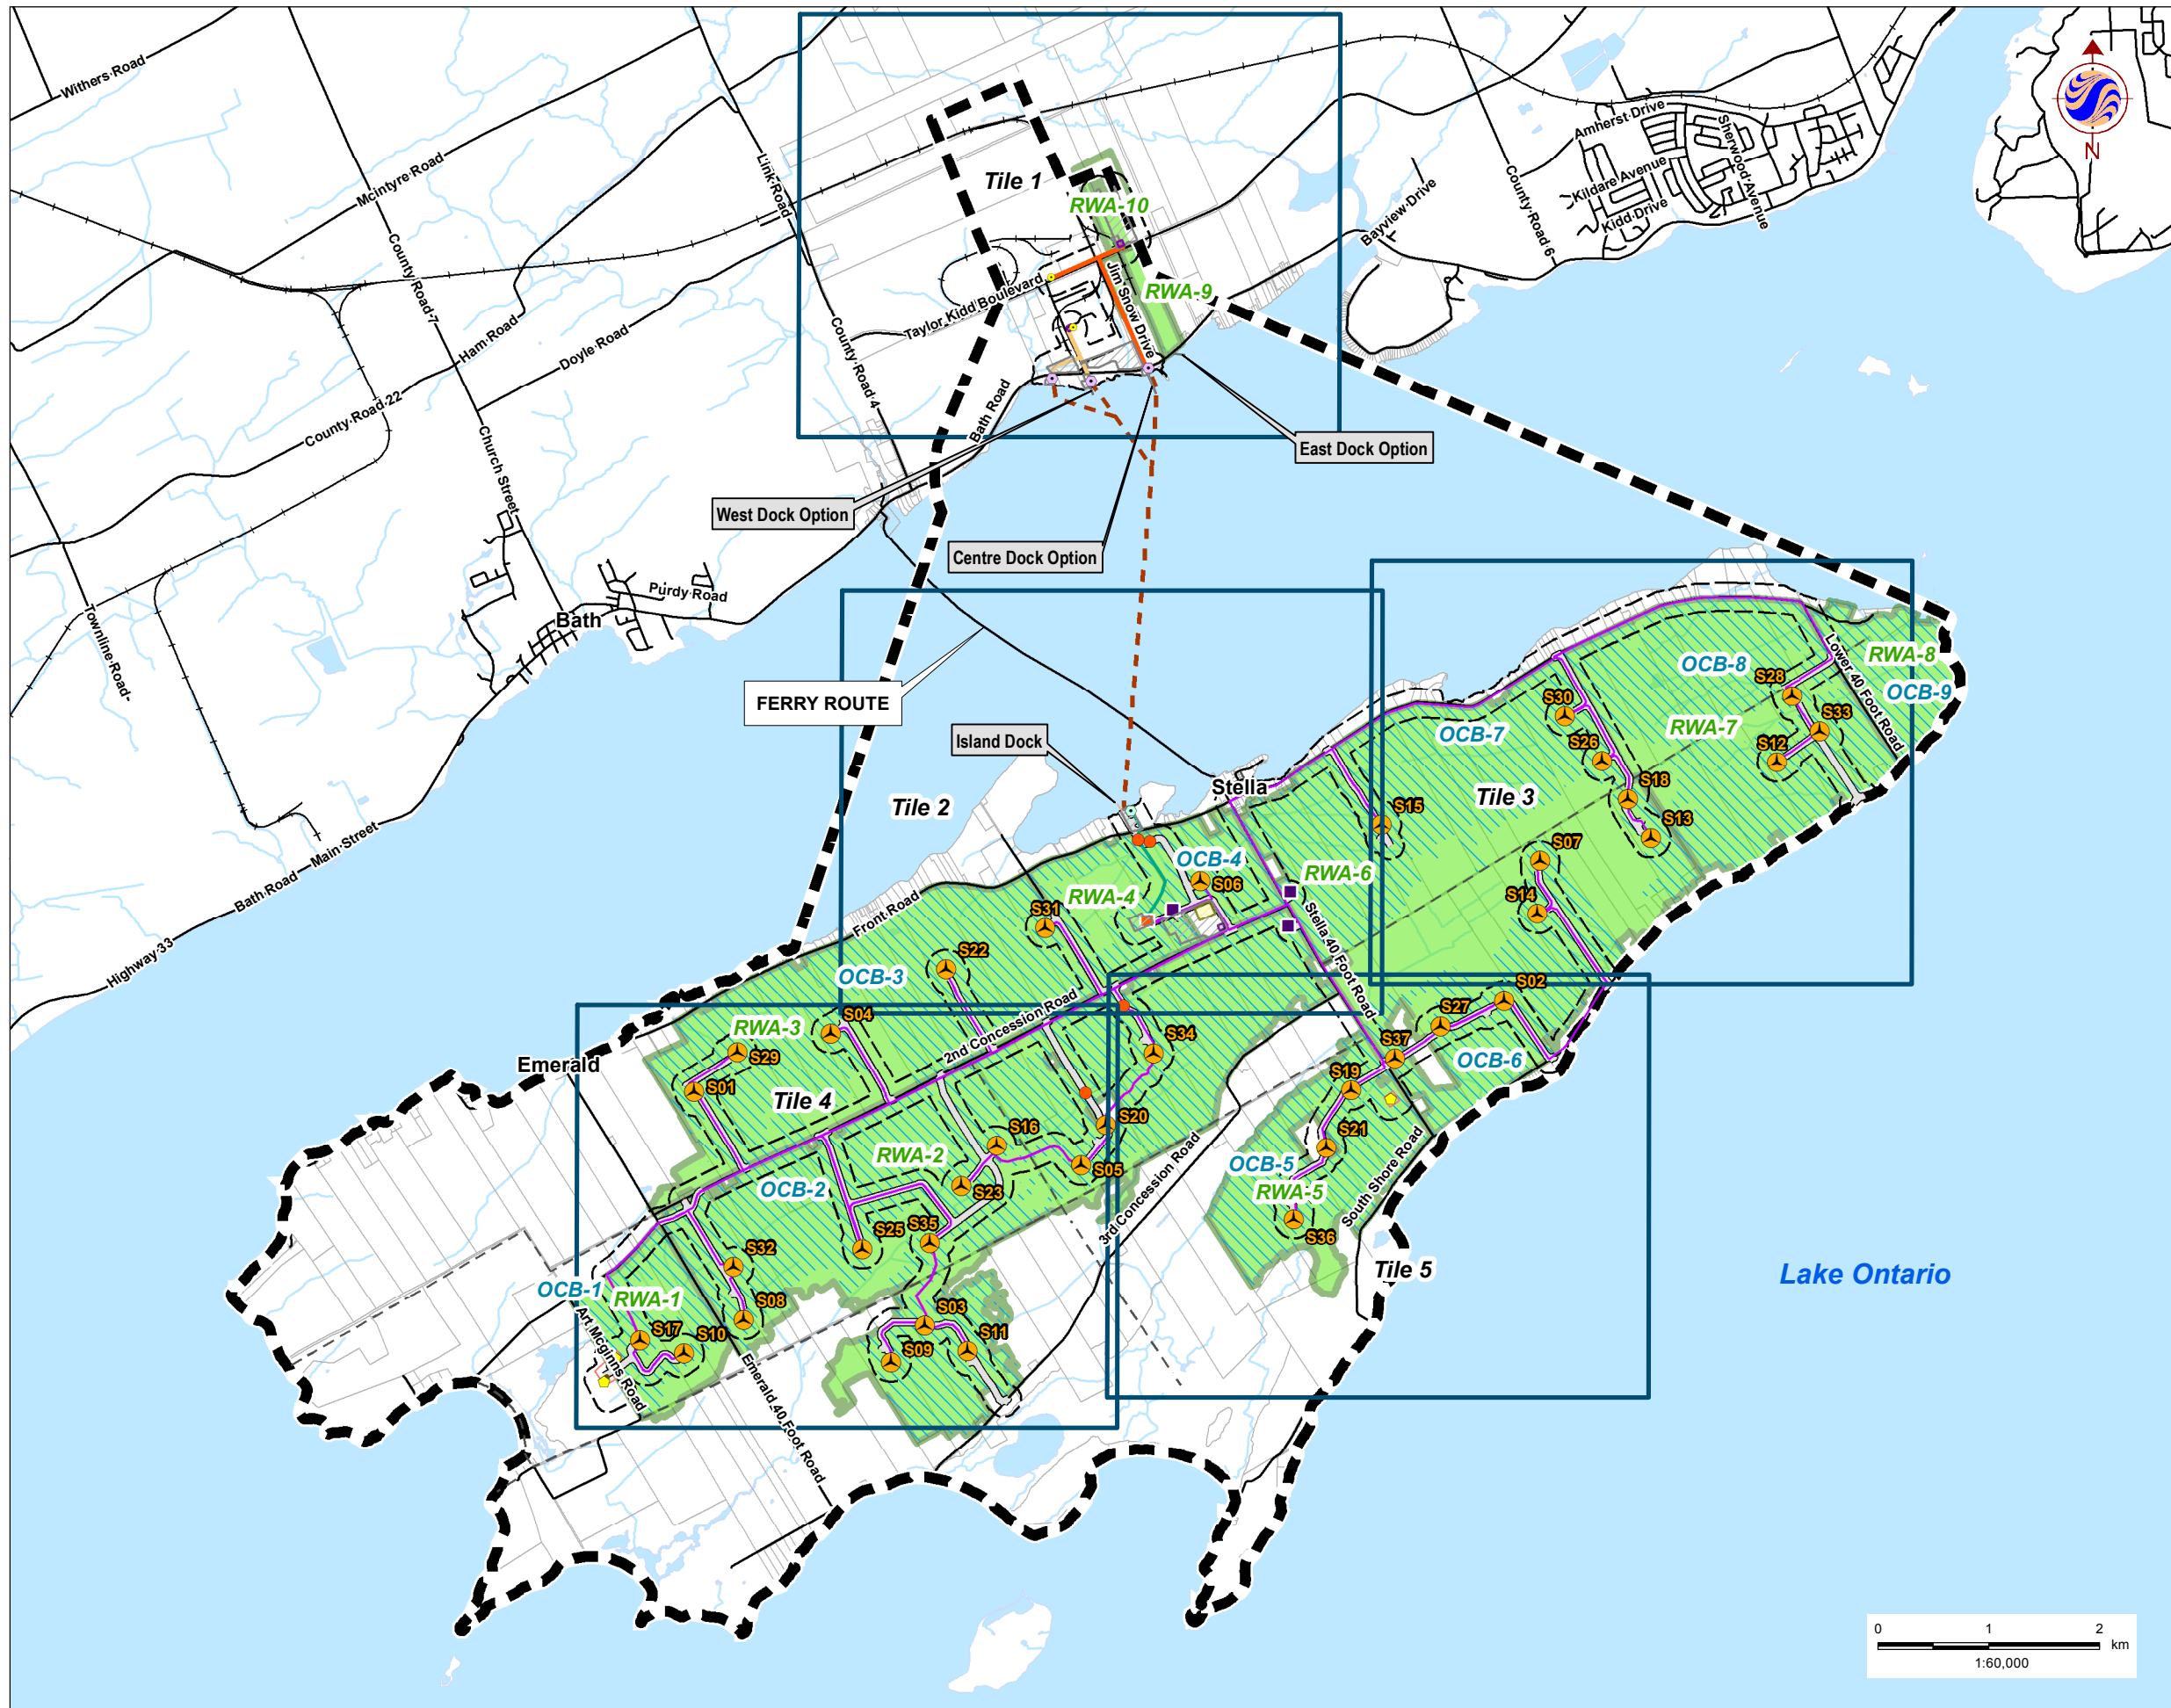 Withers Road
Mcintyre Road
Link Road
County Road 7
Ham Road
Doyle Road
County Road 22
Church Street
County Road 4
Townline Road
Tile 1
RWA-10
RWA-9
Taylor Kidd Boulevard
Jim Snow Drive
Bath Road
Amherst Drive
Sherwood Avenue
Kildare Avenue
Kidd Drive
Bayview Drive
County Road 6
N
East Dock Option
West Dock Option
Centre Dock Option
Purdy Road
Bath
FERRY ROUTE
Island Dock
Main Street
Bath Road
Highway 33
Tile 2
Stella
Front Road
OCB-4
RWA-4
S06
S31
S22
OCB-3
RWA-6
Stella 40 Foot Road
S15
OCB-7
Tile 3
S30
S26
S18
S13
S07
S14
OCB-8
S28
RWA-7
S33
S12
Lower 40 Foot Road
RWA-8
OCB-9
2nd Concession Road
RWA-3
S04
S29
S01
Emerald
Tile 4
S34
S20
S16
S05
S23
RWA-2
OCB-2
S25
S35
S32
S08
OCB-1
RWA-1
S17
S10
Art Mcginns Road
Emerald 40 Foot Road
S03
S09
S11
3rd Concession Road
S02
S27
S37
OCB-6
S19
S21
OCB-5
RWA-5
S36
South Shore Road
Tile 5
Lake Ontario
0 1 2
km
1:60,000